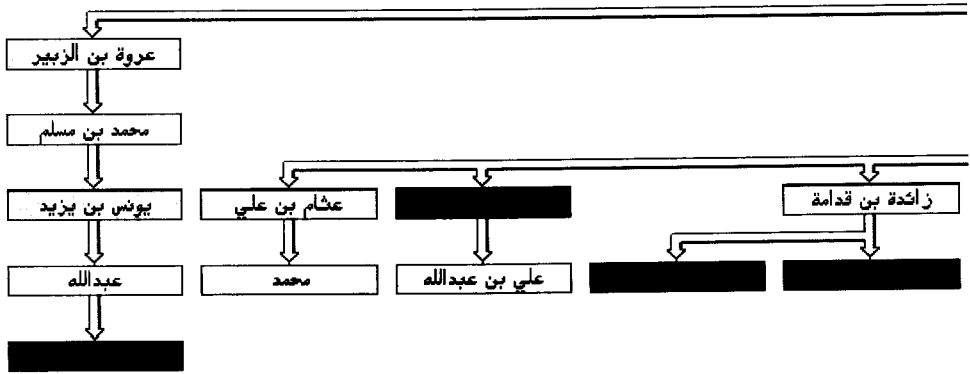 عروة بن الزبير
محمد بن مسلم
زائدة بن قدامة
عثام بن علي
يونس بن يزيد
علي بن عبدالله
محمد
عبدالله